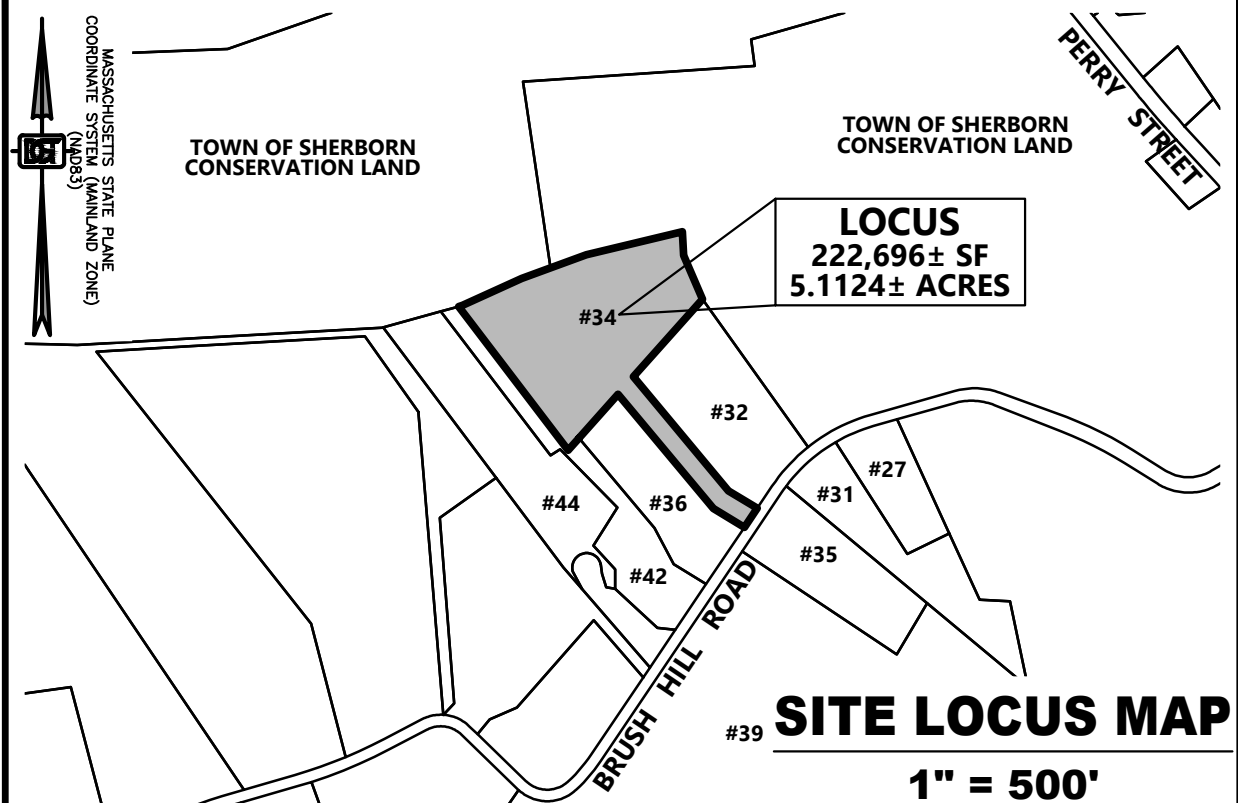 MASSACHUSETTS STATE PLANE
COORDINATE SYSTEM (MAINLAND ZONE)
(NAD83)
TOWN OF SHERBORN
CONSERVATION LAND
TOWN OF SHERBORN
CONSERVATION LAND
PERRY STREET
LOCUS
222,696± SF
5.1124± ACRES
#34
#32
#27
#31
#36
#44
#35
#42
BRUSH HILL ROAD
#39
SITE LOCUS MAP
1" = 500'